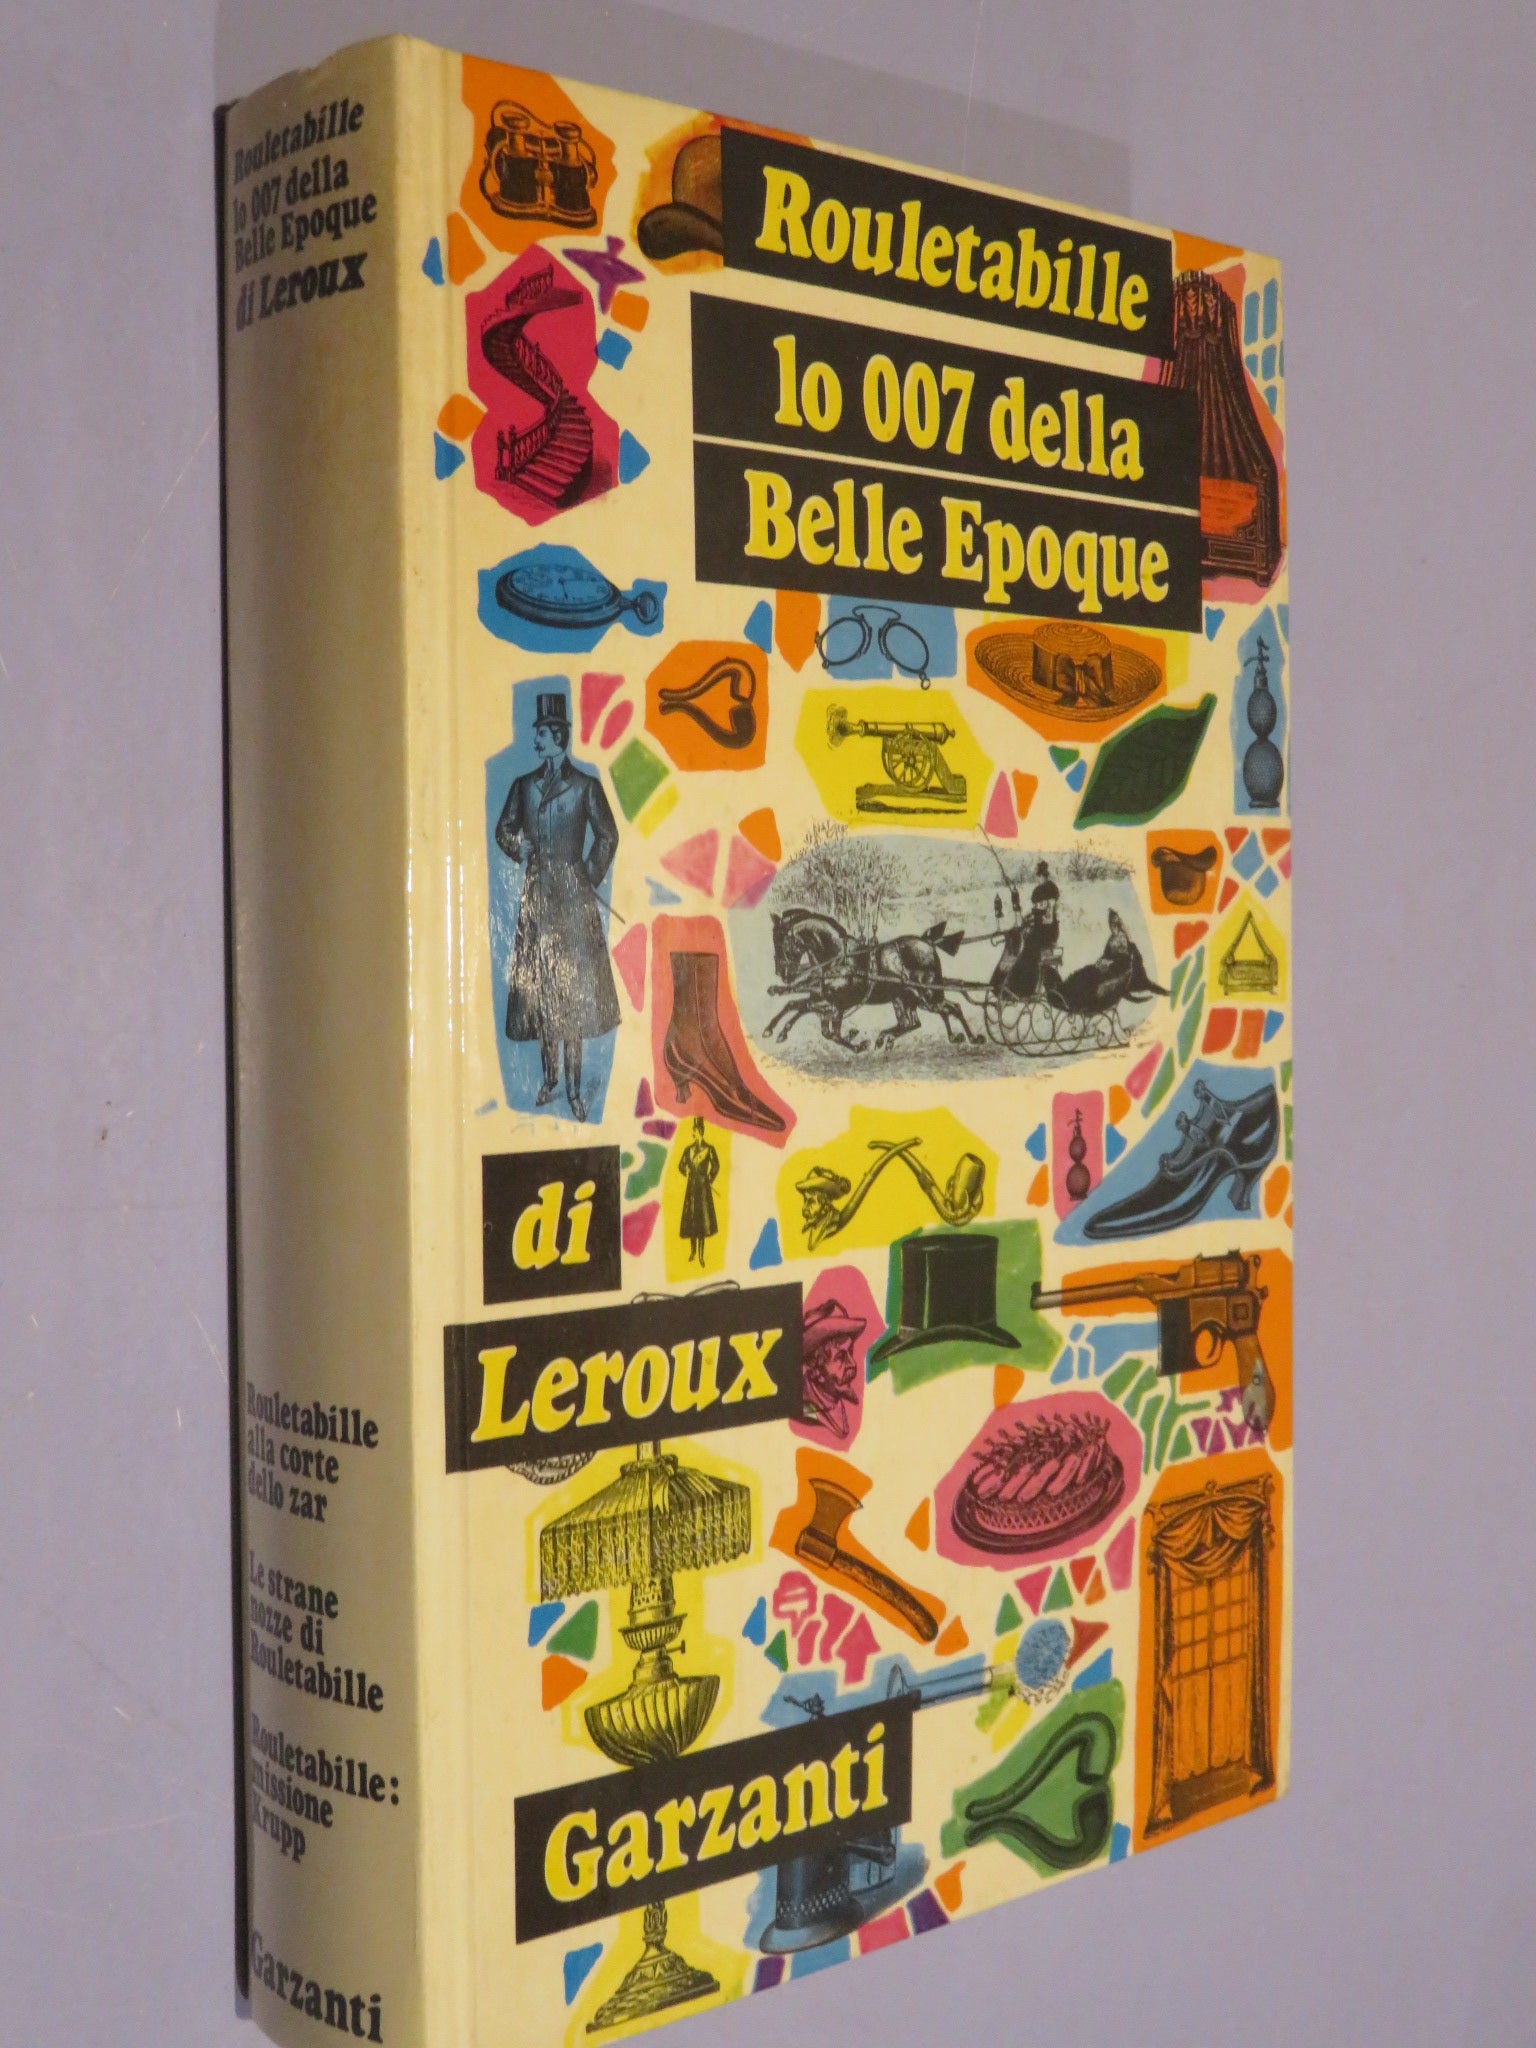 Rouletabille
lo 007 della
Belle Epoque
di Leroux
Rouletabille
alla corte
dello zar
Le strane
nozze di
Rouletabille
Rouletabille:
missione
Krupp
Garzanti
Rouletabille
lo 007 della
Belle Epoque
di
Leroux
Garzanti